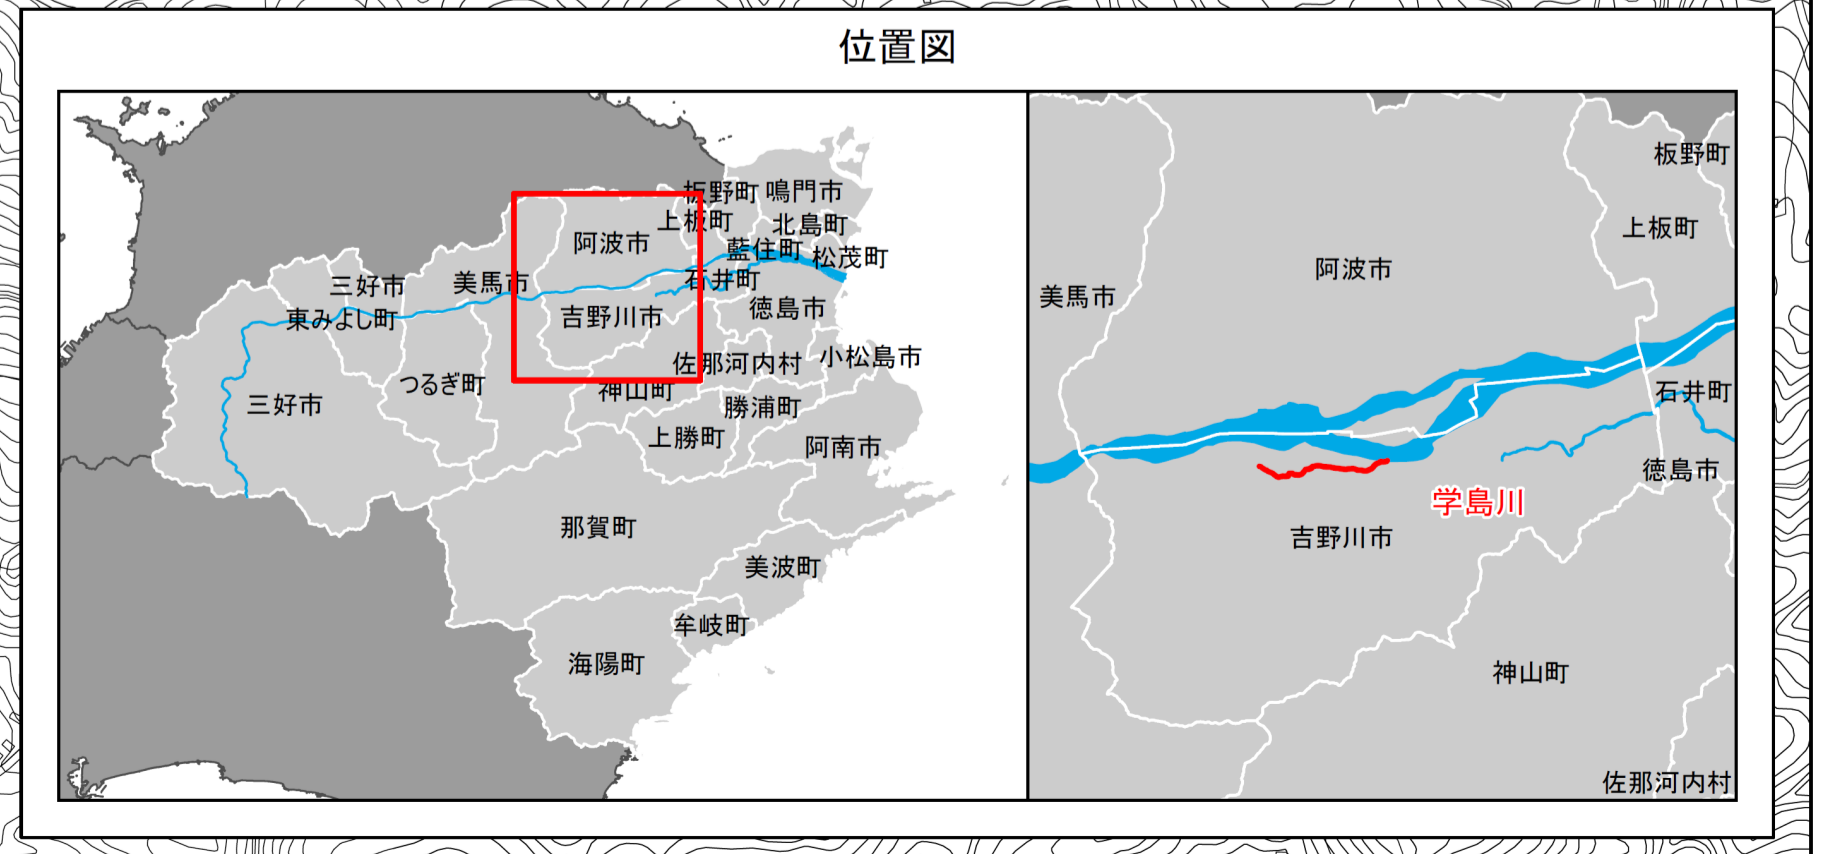 位置図
板野町
鳴門市
上板町
北島町
阿波市
藍住町
松茂町
三好市
美馬市
石井町
東みよし町
吉野川市
徳島市
佐那河内村
小松島市
つるぎ町
神山町
三好市
勝浦町
上勝町
阿南市
那賀町
美波町
牟岐町
海陽町
板野町
上板町
阿波市
美馬市
石井町
徳島市
学島川
吉野川市
神山町
佐那河内村